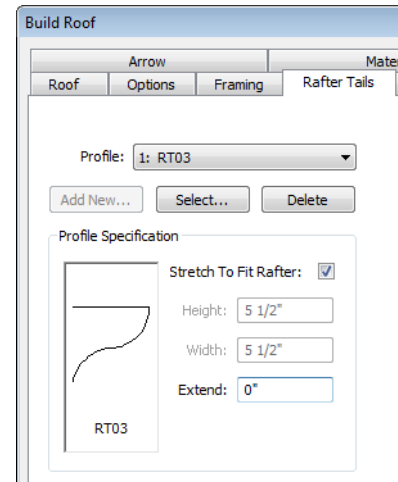 Build Roof
Arrow Mate
Roof Options Framing Rafter Tails
Profile: 1: RT03
Add New... Select... Delete
Profile Specification
Stretch To Fit Rafter:
Height: 5 1/2"
Width: 5 1/2"
Extend: 0"
RT03